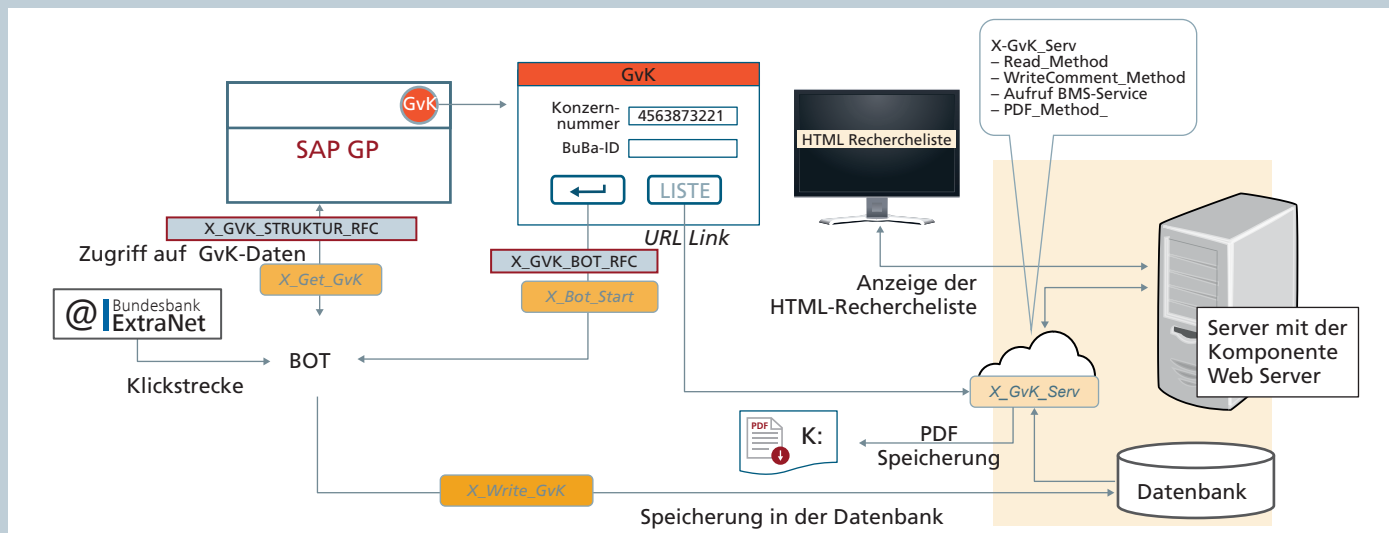 X-GvK_Serv
– Read_Method
– WriteComment_Method
– Aufruf BMS-Service
– PDF_Method_
GvK
SAP GP
GvK
Konzern-
nummer
4563873221
BuBa-ID
LISTE
HTML Rechercheliste
X_GVK_STRUKTUR_RFC
URL Link
Zugriff auf GvK-Daten
X_GVK_BOT_RFC
X_Get_GvK
X_Bot_Start
Anzeige der
HTML-Rechercheliste
@ Bundesbank
ExtraNet
Server mit der
Komponente
Web Server
BOT
Klickstrecke
X_GvK_Serv
PDF
K:
PDF
Speicherung
X_Write_GvK
Datenbank
Speicherung in der Datenbank